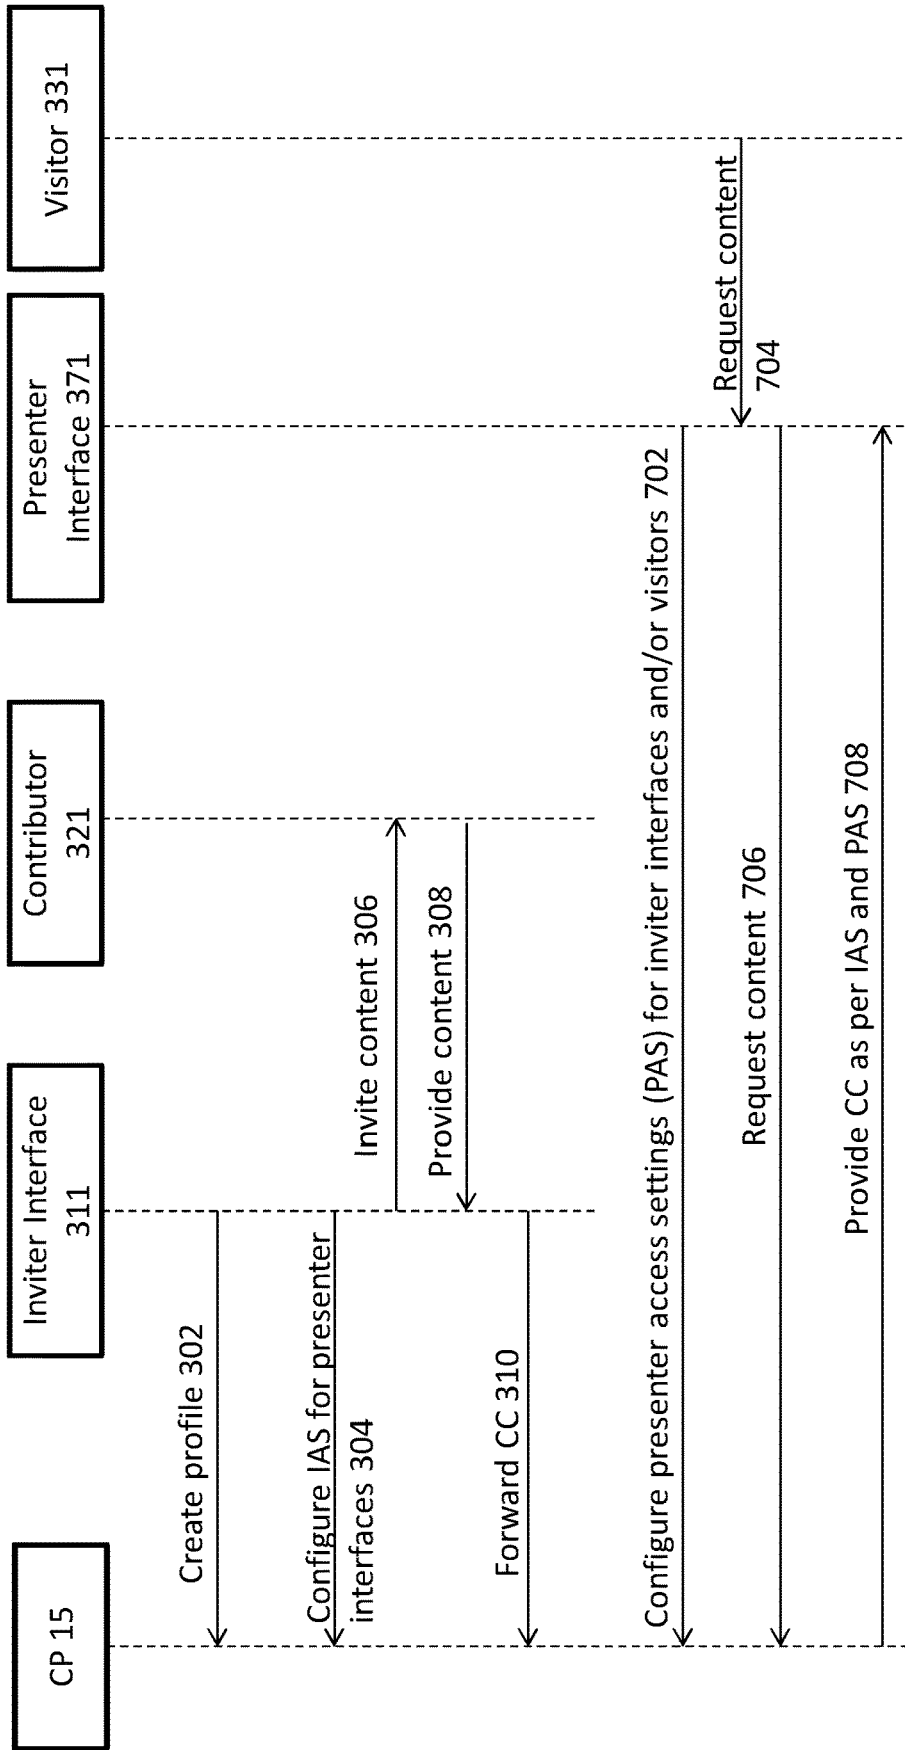 CP 15
Inviter Interface
311
Contributor
321
Presenter
Interface 371
Visitor 331
Create profile 302
Configure IAS for presenter
interfaces 304
Invite content 306
Provide content 308
Forward CC 310
Configure presenter access settings (PAS) for inviter interfaces and/or visitors 702
Request content
704
Request content 706
Provide CC as per IAS and PAS 708